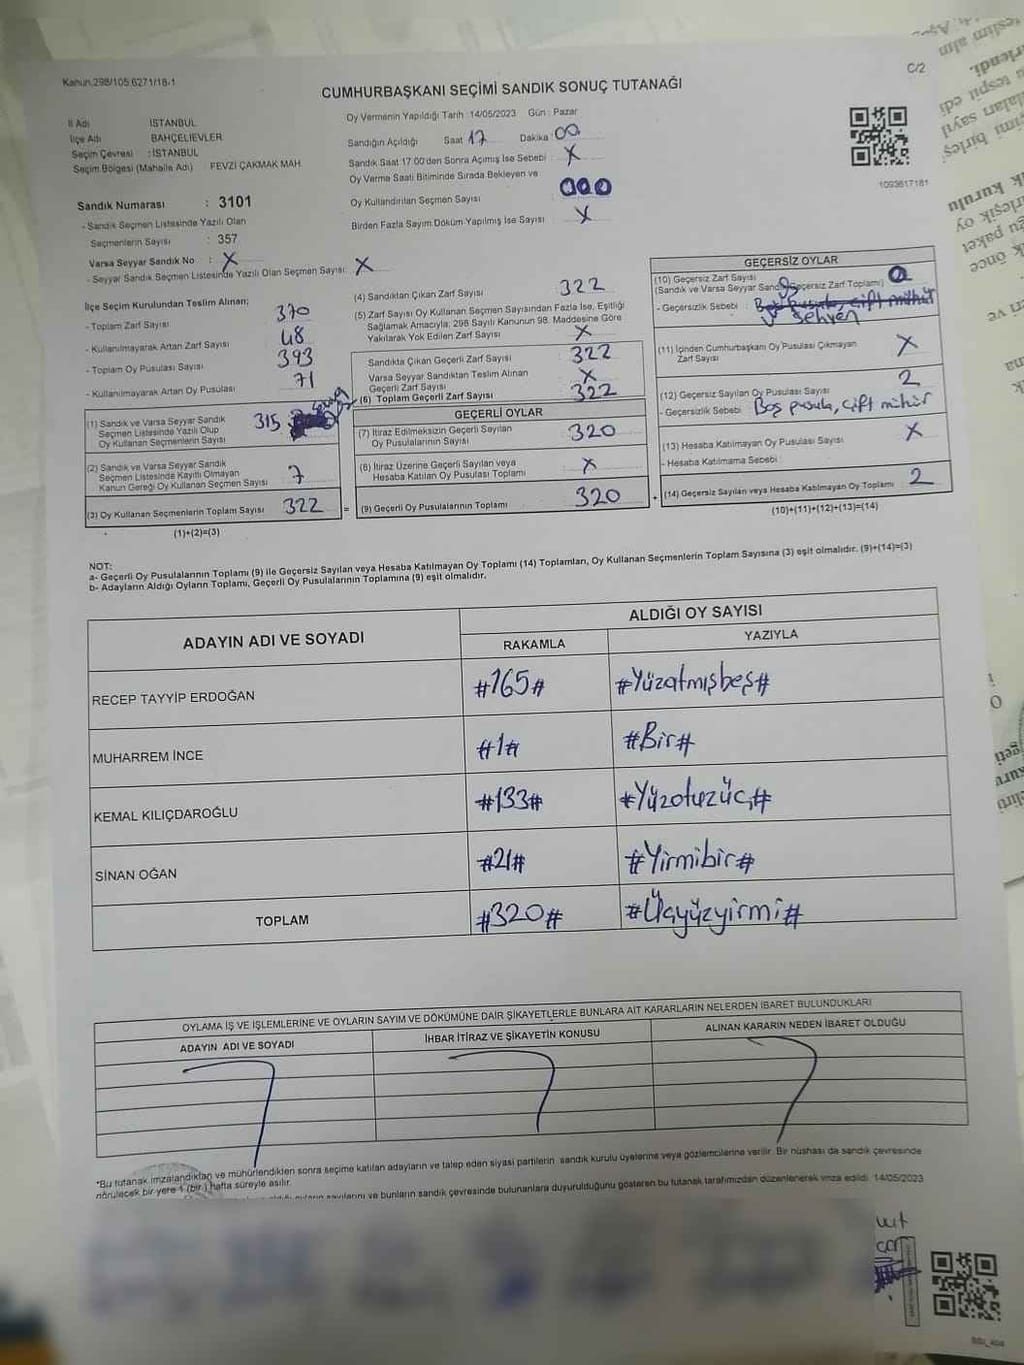 Kanun.298/105.6271/18-1
C/2
CUMHURBAŞKANI SEÇİMİ SANDIK SONUÇ TUTANAĞI
İl Adı İSTANBUL
İlçe Adı BAHÇELİEVLER
Seçim Çevresi : İSTANBUL
Seçim Bölgesi (Mahalle Adı) FEVZİ ÇAKMAK MAH.
Sandık Numarası : 3101
- Sandık Seçmen Listesinde Yazılı Olan
Seçmenlerin Sayısı : 357
Varsa Seyyar Sandık No : X
- Seyyar Sandık Seçmen Listesinde Yazılı Olan Seçmen Sayısı: X
Oy Vermenin Yapıldığı Tarih :14/05/2023 Gün : Pazar
Sandığın Açıldığı Saat 17 Dakika : 00
Sandık Saat 17:00'den Sonra Açımış İse Sebebi X
Oy Verme Saati Bitiminde Sırada Bekleyen ve
Oy Kullandırılan Seçmen Sayısı 000
Birden Fazla Sayım Döküm Yapılmış İse Sayısı X
1093617181
İlçe Seçim Kurulundan Teslim Alınan;
- Toplam Zarf Sayısı 370
- Kullanılmayarak Artan Zarf Sayısı 48
- Toplam Oy Pusulası Sayısı 393
- Kullanılmayarak Artan Oy Pusulası 71
(1) Sandık ve Varsa Seyyar Sandık
Seçmen Listesinde Yazılı Olup
Oy Kullanan Seçmenlerin Sayısı 315
(2) Sandık ve Varsa Seyyar Sandık
Seçmen Listesinde Kayıtlı Olmayan
Kanun Gereği Oy Kullanan Seçmen Sayısı 7
(3) Oy Kullanan Seçmenlerin Toplam Sayısı 322
(1)+(2)=(3)
(4) Sandıktan Çıkan Zarf Sayısı 322
(5) Zarf Sayısı Oy Kullanan Seçmen Sayısından Fazla İse, Eşitliği
Sağlamak Amacıyla, 298 Sayılı Kanunun 98. Maddesine Göre
Yakılarak Yok Edilen Zarf Sayısı X
Sandıkta Çıkan Geçerli Zarf Sayısı 322
Varsa Seyyar Sandıktan Teslim Alınan
Geçerli Zarf Sayısı X
(6) Toplam Geçerli Zarf Sayısı 322
GEÇERLİ OYLAR
(7) İtiraz Edilmeksizin Geçerli Sayılan
Oy Pusulalarının Sayısı 320
(8) İtiraz Üzerine Geçerli Sayılan veya
Hesaba Katılan Oy Pusulası Toplamı X
= (9) Geçerli Oy Pusulalarının Toplamı 320 +
GEÇERSİZ OYLAR
(10) Geçersiz Zarf Sayısı
(Sandık ve Varsa Seyyar Sandık Geçersiz Zarf Toplamı) 0
- Geçersizlik Sebebi : Boş pusula, çift mühür
Sehven
(11) İçinden Cumhurbaşkanı Oy Pusulası Çıkmayan
Zarf Sayısı X
(12) Geçersiz Sayılan Oy Pusulası Sayısı 2
- Geçersizlik Sebebi Boş pusula, çift mühür
(13) Hesaba Katılmayan Oy Pusulası Sayısı X
- Hesaba Katılmama Sebebi :
(14) Geçersiz Sayılan veya Hesaba Katılmayan Oy Toplamı 2
(10)+(11)+(12)+(13)=(14)
NOT:
a- Geçerli Oy Pusulalarının Toplamı (9) ile Geçersiz Sayılan veya Hesaba Katılmayan Oy Toplamı (14) Toplamları, Oy Kullanan Seçmenlerin Toplam Sayısına (3) eşit olmalıdır. (9)+(14)=(3)
b- Adayların Aldığı Oyların Toplamı, Geçerli Oy Pusulalarının Toplamına (9) eşit olmalıdır.
ADAYIN ADI VE SOYADI
ALDIĞI OY SAYISI
RAKAMLA YAZIYLA
RECEP TAYYİP ERDOĞAN #165# #Yüzatmışbeş#
MUHARREM İNCE #1# #Bir#
KEMAL KILIÇDAROĞLU #133# #Yüzotuzüç#
SİNAN OĞAN #21# #Yirmibir#
TOPLAM #320# #Üçyüzyirmi#
OYLAMA İŞ VE İŞLEMLERİNE VE OYLARIN SAYIM VE DÖKÜMÜNE DAİR ŞİKAYETLERLE BUNLARA AİT KARARLARIN NELERDEN İBARET BULUNDUKLARI
ADAYIN ADI VE SOYADI İHBAR İTİRAZ VE ŞİKAYETİN KONUSU ALINAN KARARIN NEDEN İBARET OLDUĞU
*Bu tutanak imzalandıktan ve mühürlendikten sonra seçime katılan adayların ve talep eden siyasi partilerin sandık kurulu üyelerine veya gözlemcilerine verilir. Bir nüshası da sandık çevresinde
görülecek bir yere 1 (bir ) hafta süreyle asılır.
sayılarını ve bunların sandık çevresinde bulunanlara duyurulduğunu gösteren bu tutanak tarafımızdan düzenlenerek imza edildi. 14/05/2023